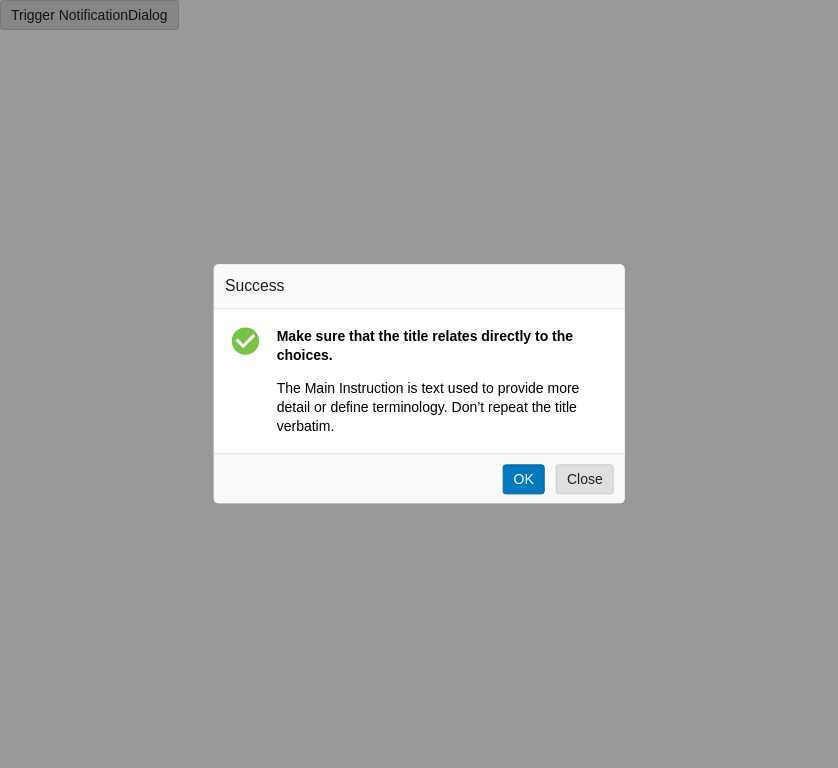 Trigger NotificationDialog
Success
Make sure that the title relates directly to the
choices.
The Main Instruction is text used to provide more
detail or define terminology. Don’t repeat the title
verbatim.
OK
Close